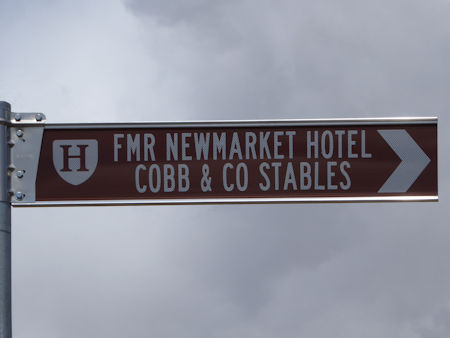 H
FMR NEWMARKET HOTEL
COBB & CO STABLES